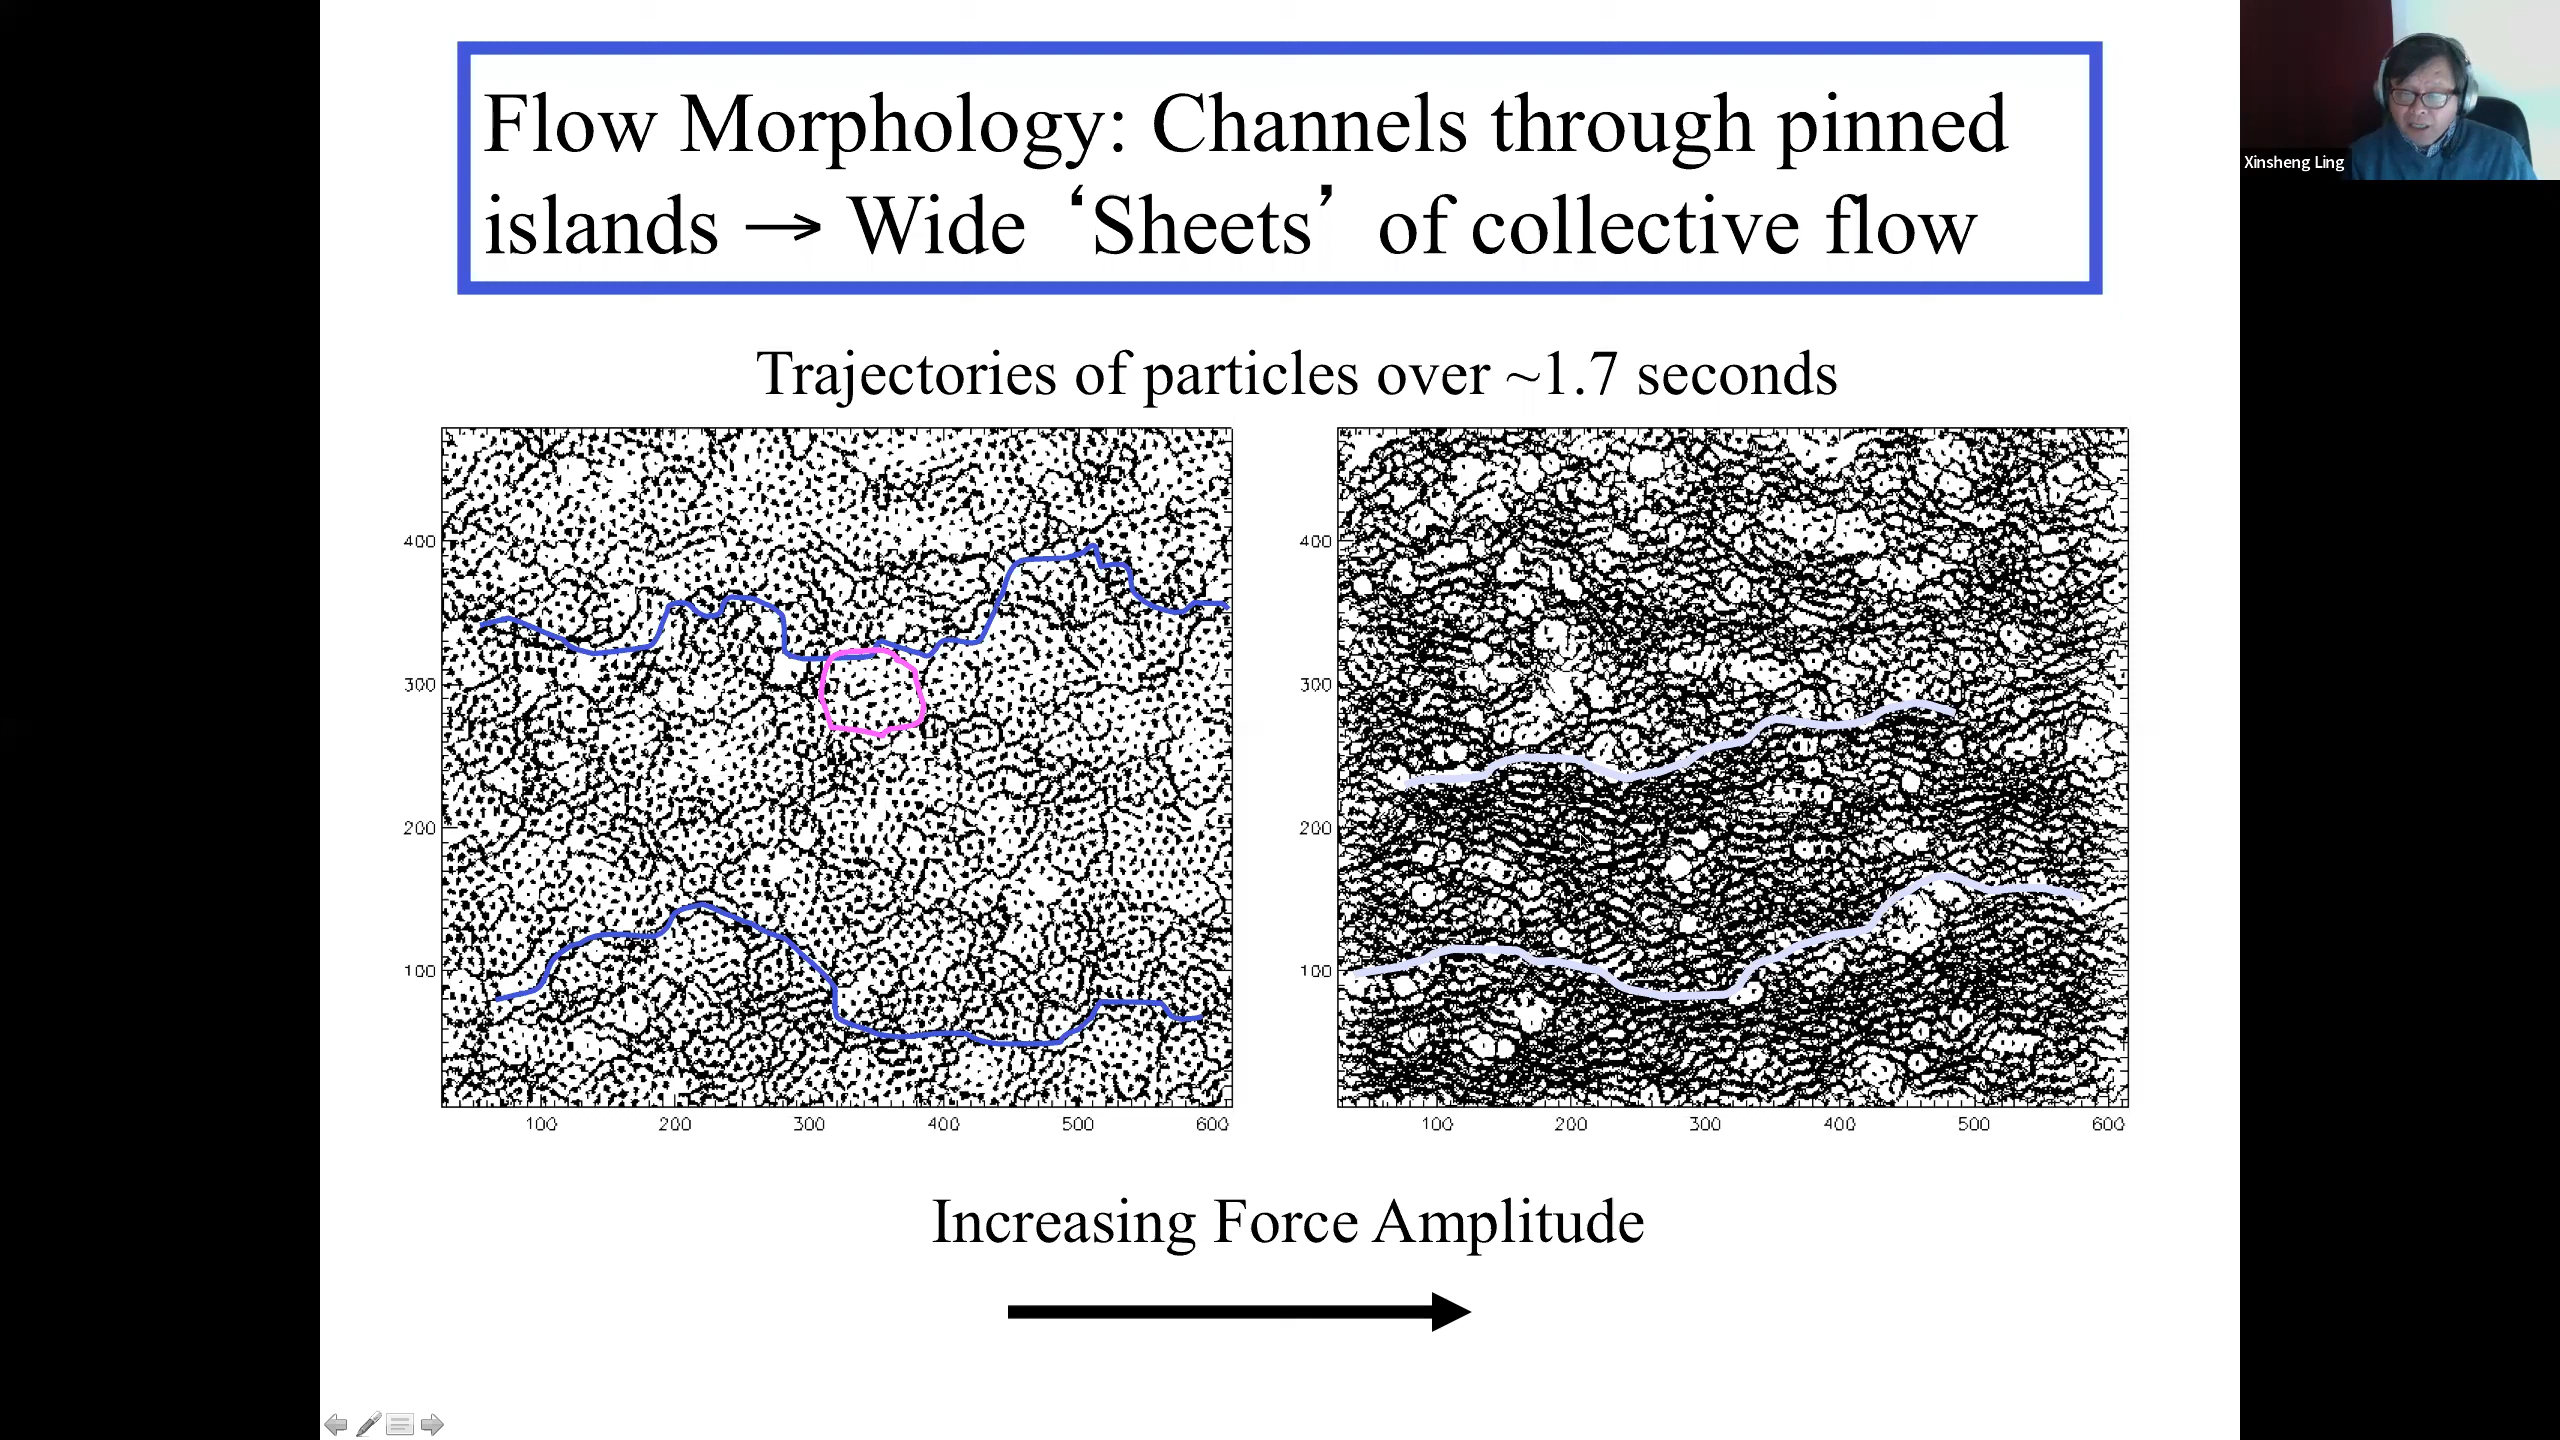 Flow Morphology: Channels through pinned
islands → Wide ‘Sheets’ of collective flow
Xinsheng Ling
Trajectories of particles over ~1.7 seconds
400
300
200
100
100 200 300 400 500 600
400
300
200
100
100 200 300 400 500 600
Increasing Force Amplitude